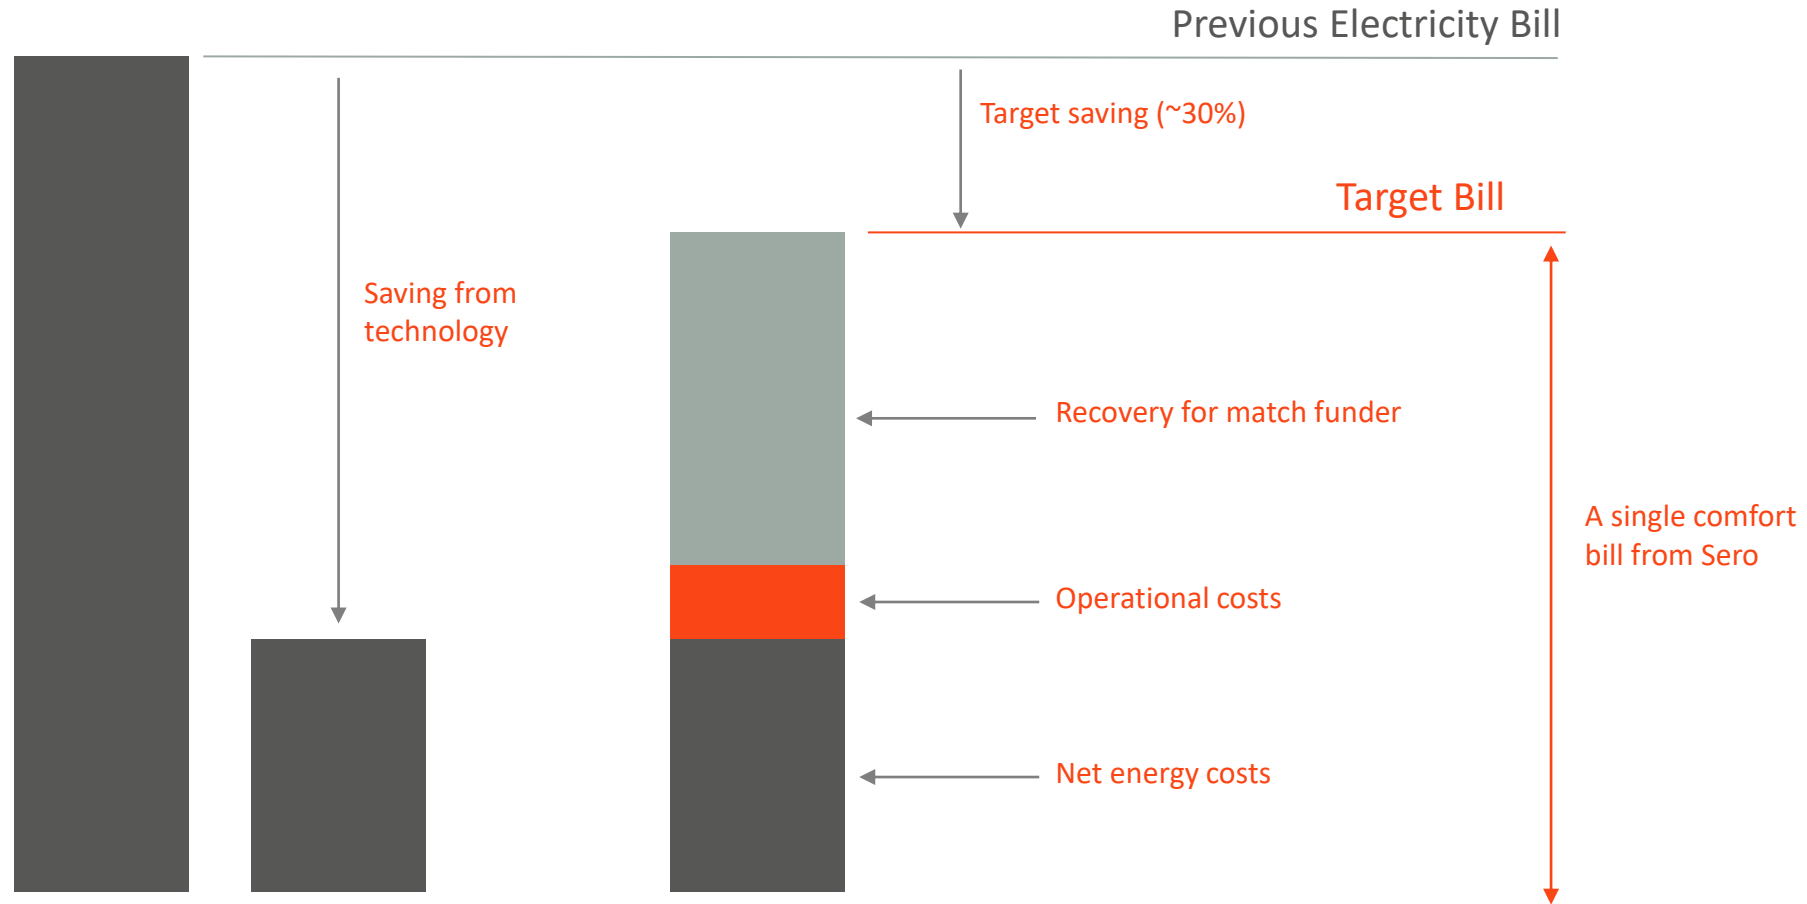 Previous Electricity Bill
Target saving (~30%)
Target Bill
Saving from
technology
Recovery for match funder
A single comfort
bill from Sero
Operational costs
Net energy costs